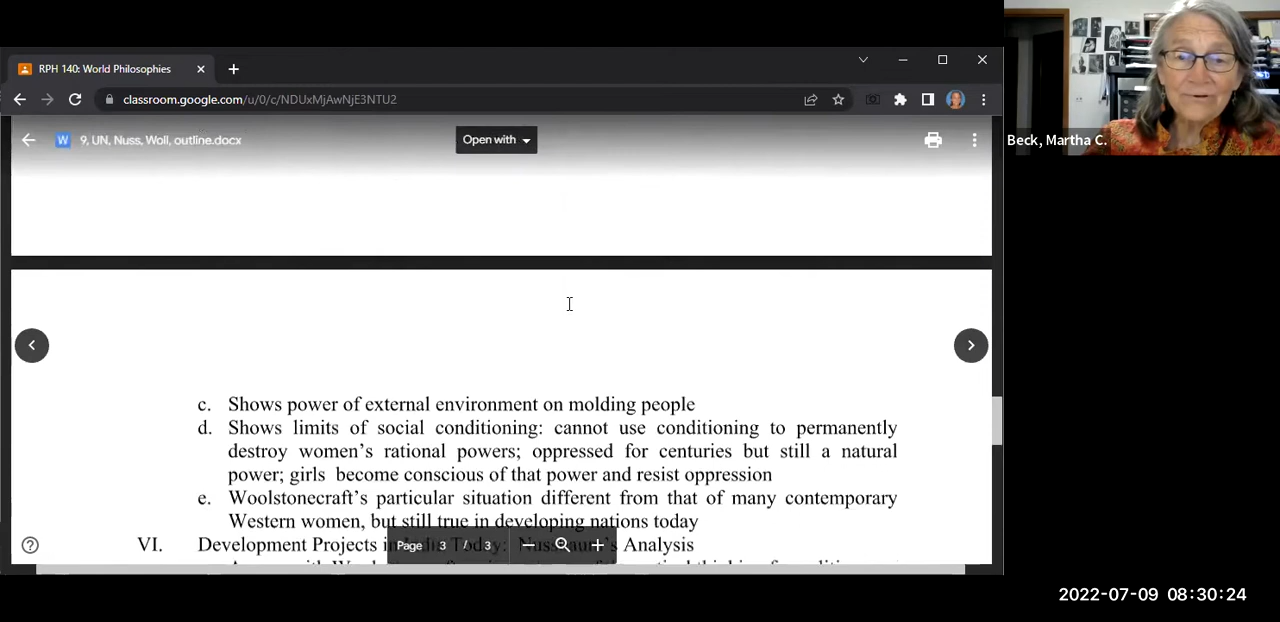 RPH 140: World Philosophies
classroom.google.com/u/0/c/NDUxMjAwNjE3NTU2
9, UN, Nuss, Woll, outline.docx
Open with
Beck, Martha C.
c. Shows power of external environment on molding people
d. Shows limits of social conditioning: cannot use conditioning to permanently
destroy women's rational powers; oppressed for centuries but still a natural
power; girls become conscious of that power and resist oppression
e. Woolstonecraft's particular situation different from that of many contemporary
Western women, but still true in developing nations today
VI. Development Projects in India Today: Nussbaum's Analysis
Page 3 / 3
2022-07-09 08:30:24